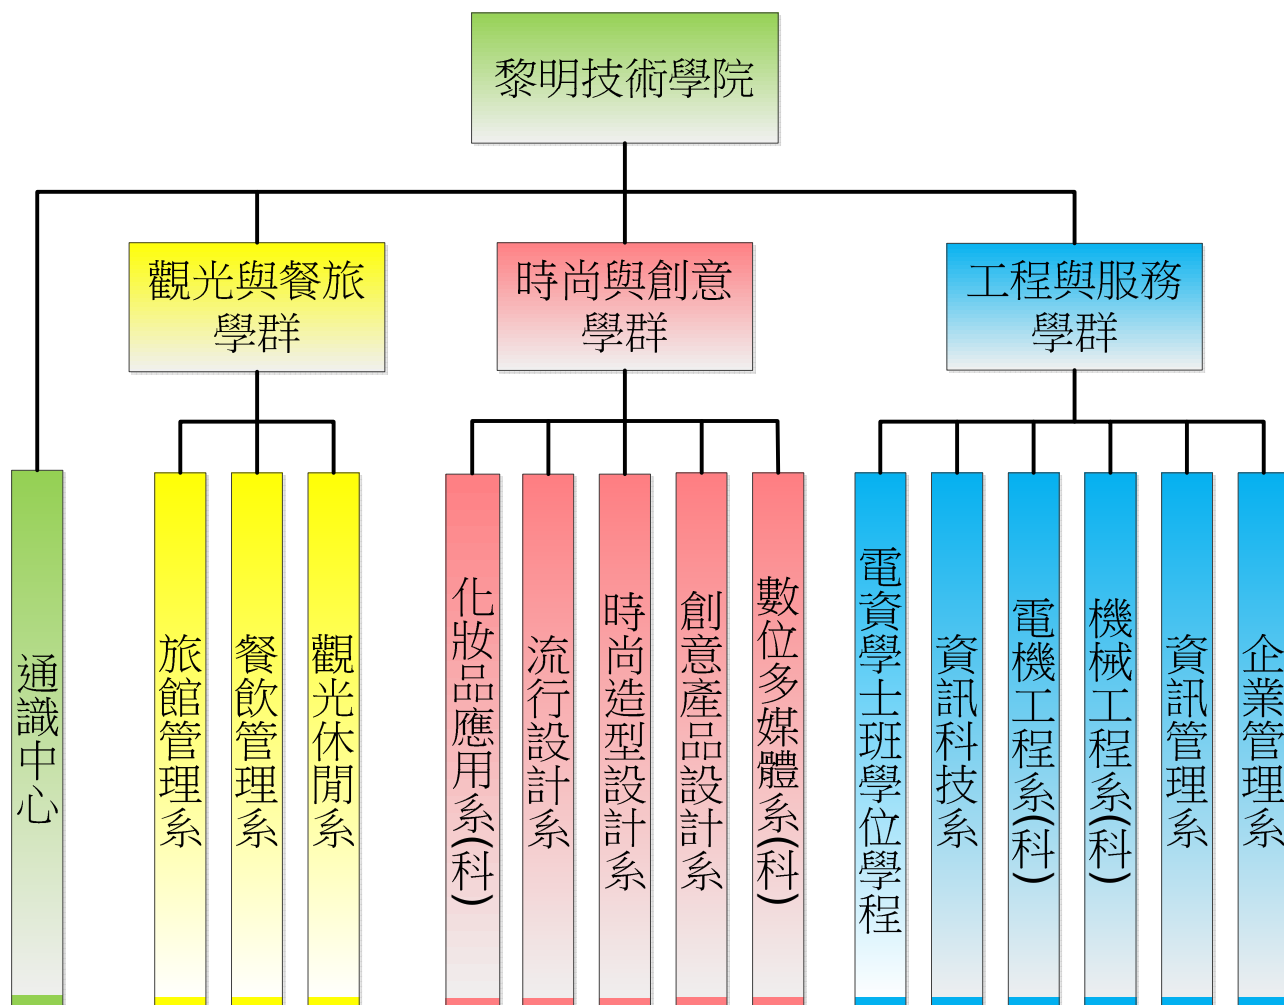 黎明技術學院
觀光與餐旅
學群
時尚與創意
學群
工程與服務
學群
通識中心
旅館管理系
餐飲管理系
觀光休閒系
化妝品應用系(科)
流行設計系
時尚造型設計系
創意產品設計系
數位多媒體系(科)
電資學士班學位學程
資訊科技系
電機工程系(科)
機械工程系(科)
資訊管理系
企業管理系